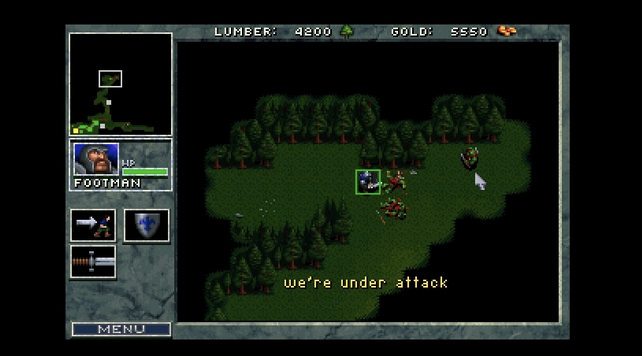 LUMBER: 4200 GOLD: 5550
HP
FOOTMAN
we're under attack
MENU